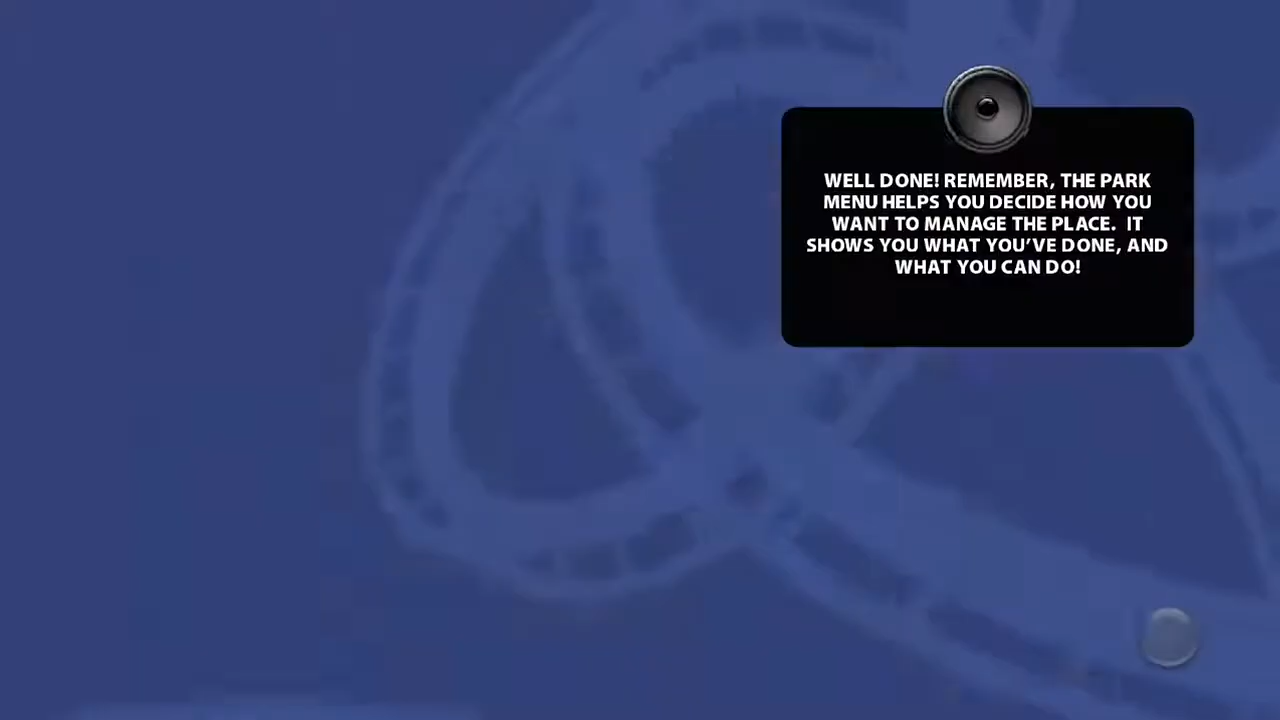 WELL DONE! REMEMBER, THE PARK
MENU HELPS YOU DECIDE HOW YOU
WANT TO MANAGE THE PLACE.  IT
SHOWS YOU WHAT YOU'VE DONE, AND
WHAT YOU CAN DO!